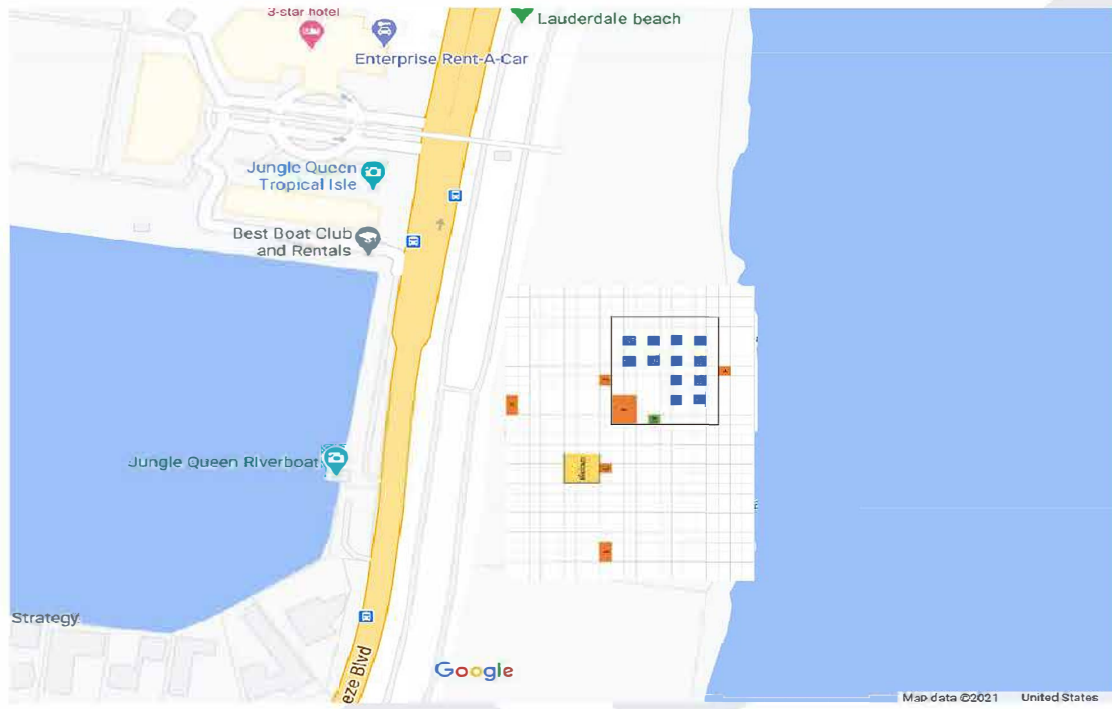 3-star hotel
Lauderdale beach
Enterprise Rent-A-Car
Jungle Queen
Tropical Isle
Best Boat Club
and Rentals
Jungle Queen Riverboat
Strategy
eze Blvd
Google
Map data ©2021 United States